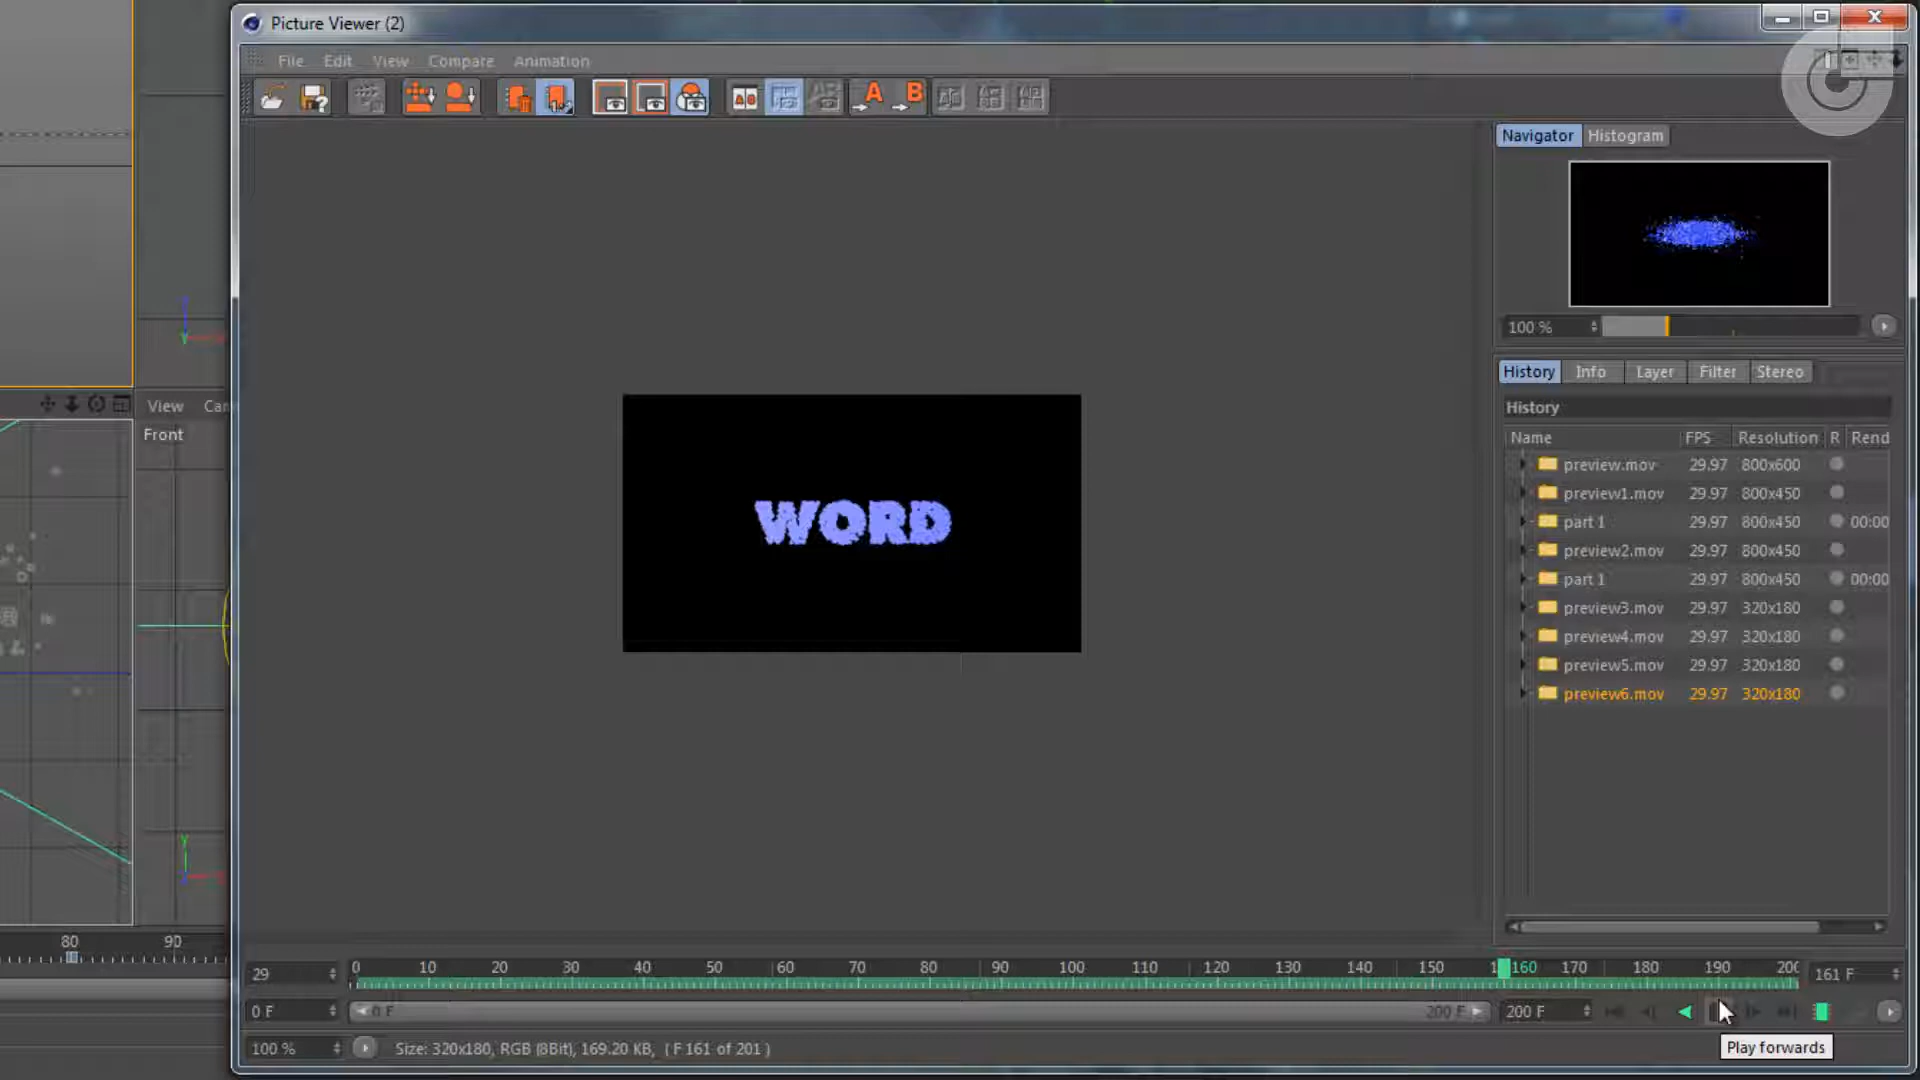 Picture Viewer (2)
File Edit View Compare Animation
A B
Navigator Histogram
100 %
History Info Layer Filter Stereo
History
Name FPS Resolution R Rend
preview.mov 29.97 800x600
preview1.mov 29.97 800x450
part 1 29.97 800x450 00:00
preview2.mov 29.97 800x450
part 1 29.97 800x450 00:00
preview3.mov 29.97 320x180
preview4.mov 29.97 320x180
preview5.mov 29.97 320x180
preview6.mov 29.97 320x180
View Cam
Front
WORD
Y
80 90
29 0 10 20 30 40 50 60 70 80 90 100 110 120 130 140 150 160 170 180 190 200 161 F
0 F 0 F 200 F 200 F
100 % Size: 320x180, RGB (8Bit), 169.20 KB, ( F 161 of 201 )
Play forwards